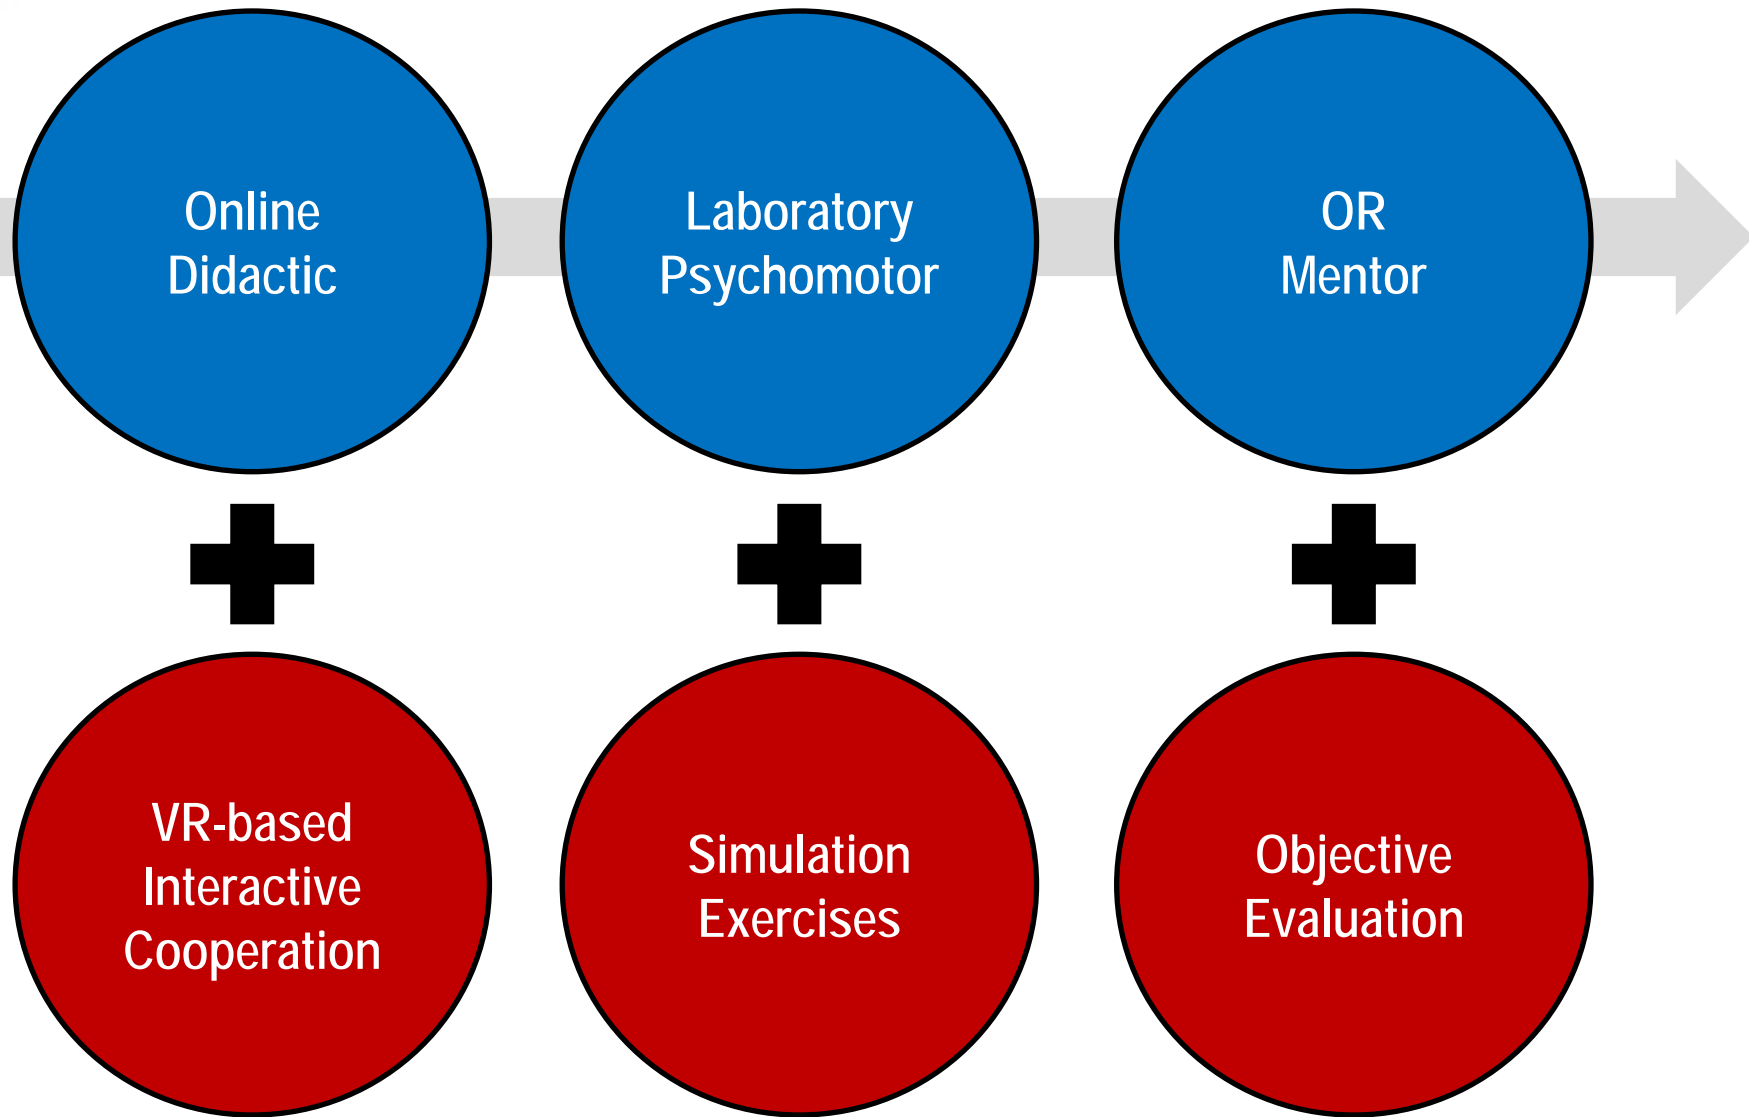 Online
Didactic
Laboratory
Psychomotor
OR
Mentor
VR-based
Interactive
Cooperation
Simulation
Exercises
Objective
Evaluation